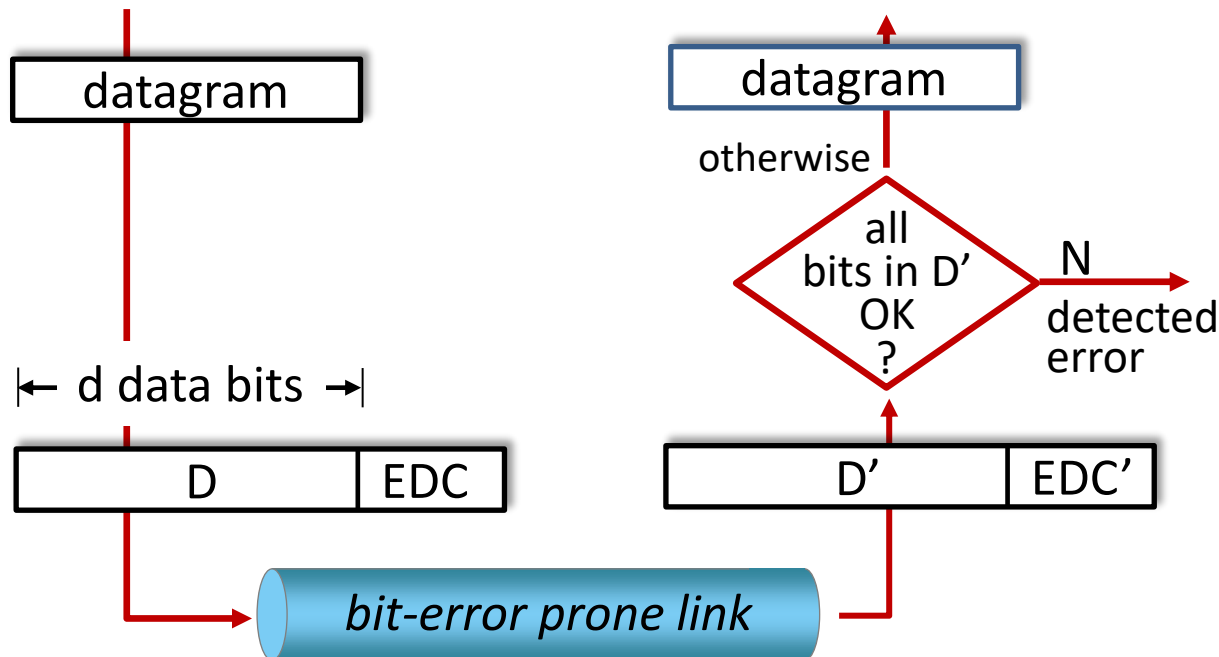 datagram
d data bits
D
EDC
bit-error prone link
D’
EDC’
all
bits in D’
OK
?
N
detected
error
otherwise
datagram